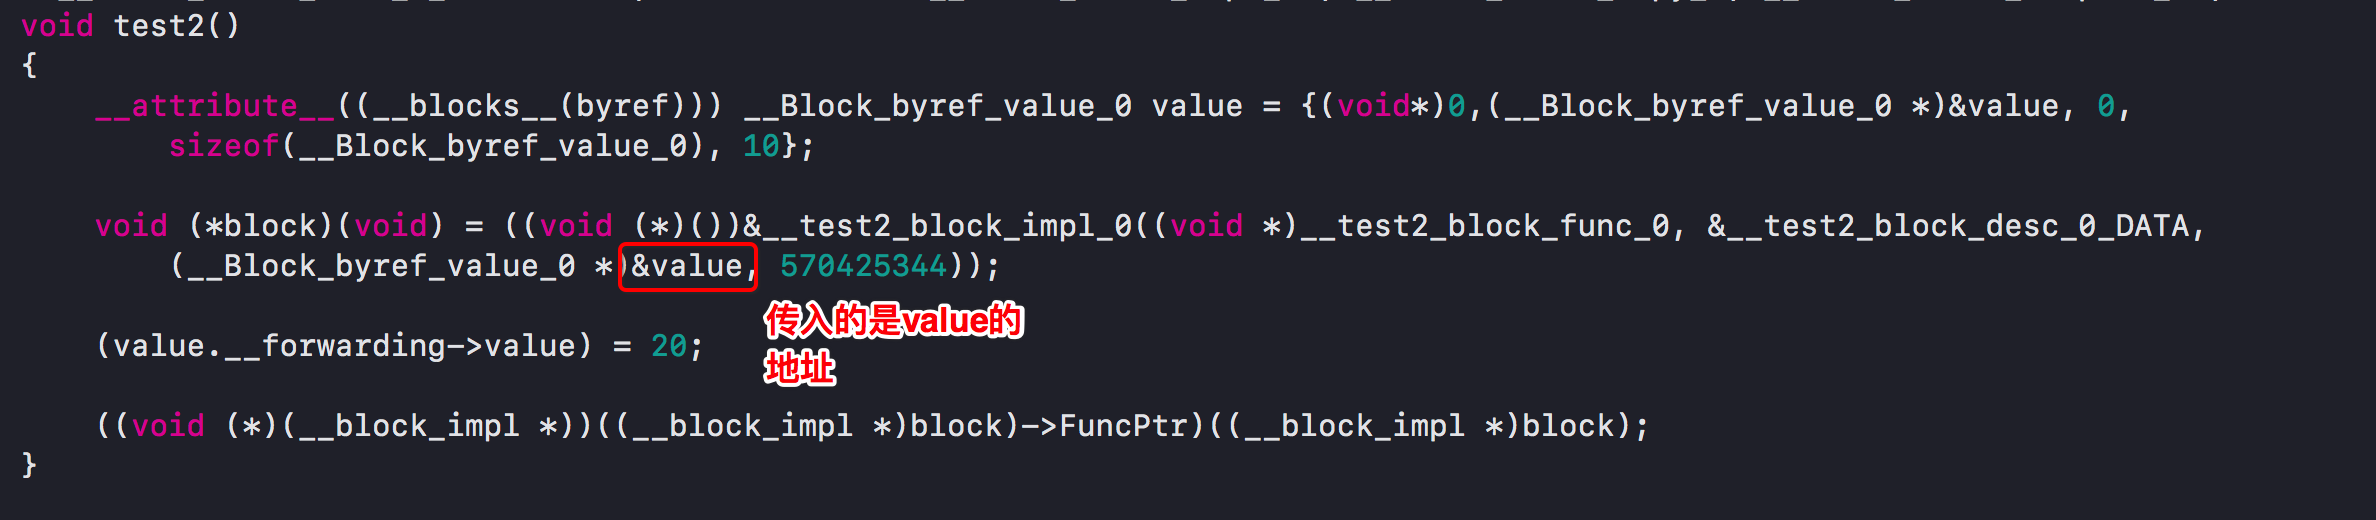 void test2()
{
__attribute__((__blocks__(byref))) __Block_byref_value_0 value = {(void*)0,(__Block_byref_value_0 *)&value, 0,
sizeof(__Block_byref_value_0), 10};
void (*block)(void) = ((void (*)())&__test2_block_impl_0((void *)__test2_block_func_0, &__test2_block_desc_0_DATA,
(__Block_byref_value_0 *)&value, 570425344));
传入的是value的
地址
(value.__forwarding->value) = 20;
((void (*)(__block_impl *))((__block_impl *)block)->FuncPtr)((__block_impl *)block);
}